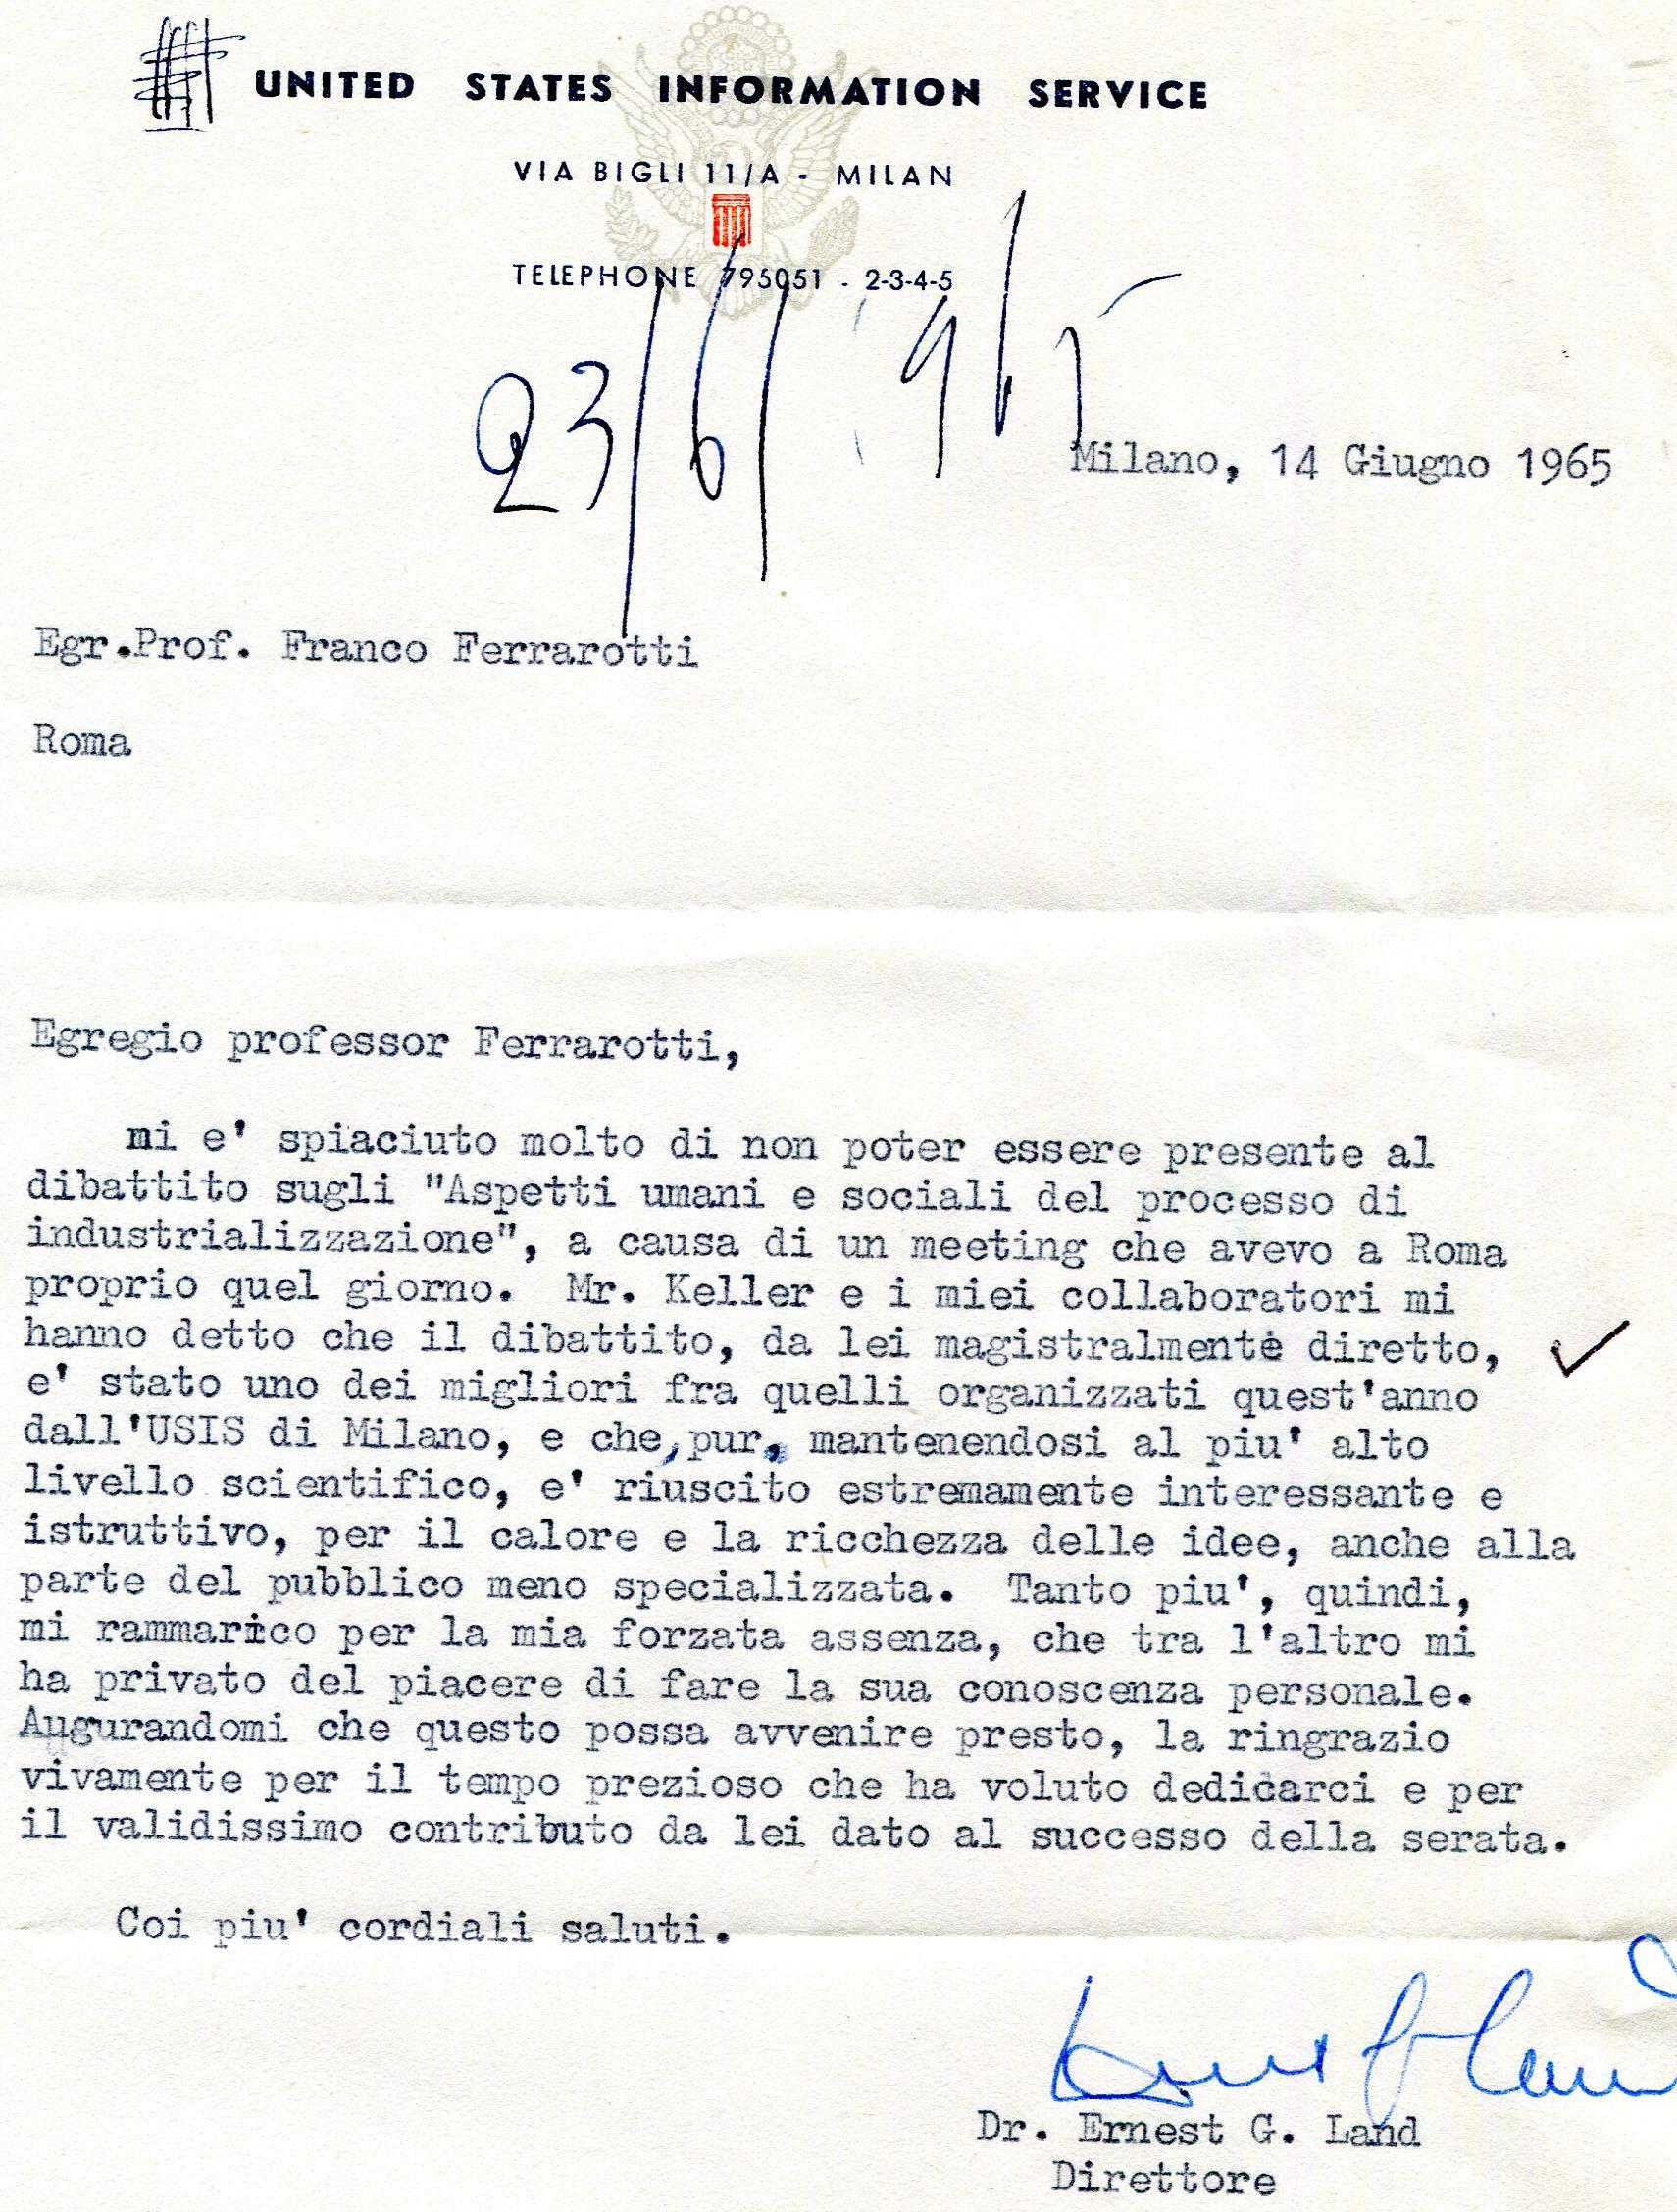 UNITED STATES INFORMATION SERVICE
VIA BIGLI 11/A - MILAN
TELEPHONE 795051 - 2-3-4-5
23/6/965
Milano, 14 Giugno 1965
Egr.Prof. Franco Ferrarotti
Roma
Egregio professor Ferrarotti,
mi e' spiaciuto molto di non poter essere presente al
dibattito sugli "Aspetti umani e sociali del processo di
industrializzazione", a causa di un meeting che avevo a Roma
proprio quel giorno. Mr. Keller e i miei collaboratori mi
hanno detto che il dibattito, da lei magistralmente diretto,
e' stato uno dei migliori fra quelli organizzati quest'anno
dall'USIS di Milano, e che, pur, mantenendosi al piu' alto
livello scientifico, e' riuscito estremamente interessante e
istruttivo, per il calore e la ricchezza delle idee, anche alla
parte del pubblico meno specializzata. Tanto piu', quindi,
mi rammarico per la mia forzata assenza, che tra l'altro mi
ha privato del piacere di fare la sua conoscenza personale.
Augurandomi che questo possa avvenire presto, la ringrazio
vivamente per il tempo prezioso che ha voluto dedicarci e per
il validissimo contributo da lei dato al successo della serata.
Coi piu' cordiali saluti.
Dr. Ernest G. Land
Direttore